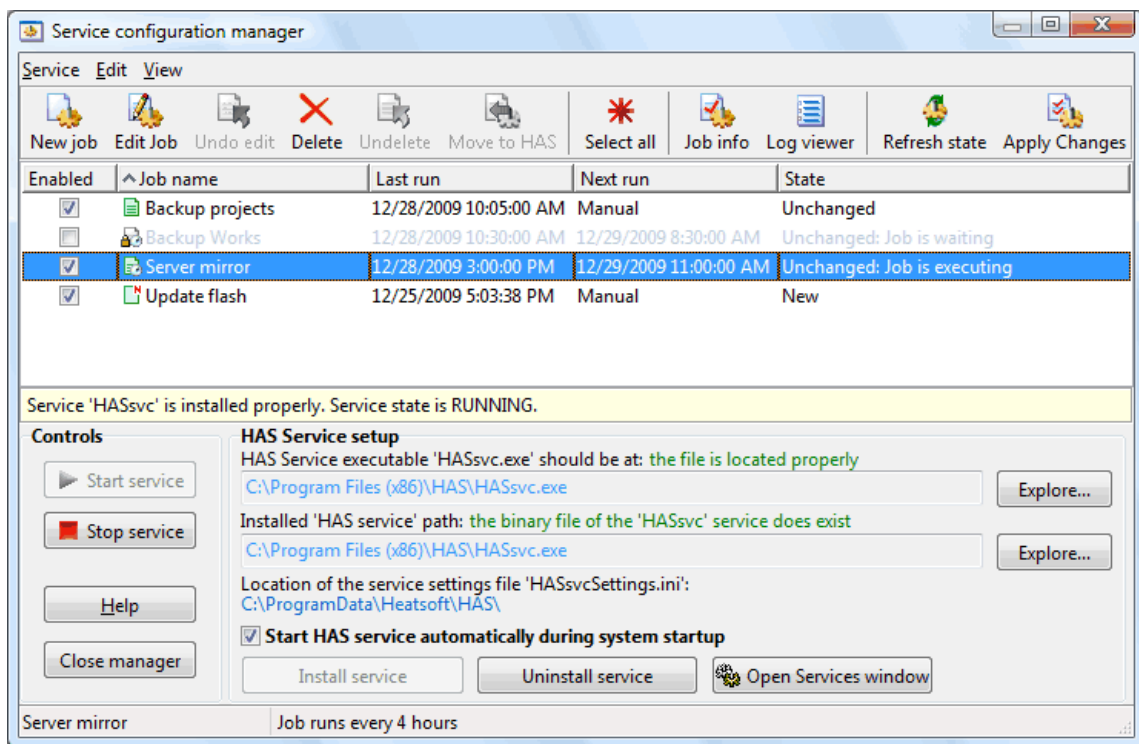 Service configuration manager
Service Edit View
New job Edit Job Undo edit Delete Undelete Move to HAS Select all Job info Log viewer Refresh state Apply Changes
Enabled Job name Last run Next run State
Backup projects 12/28/2009 10:05:00 AM Manual Unchanged
Backup Works 12/28/2009 10:30:00 AM 12/29/2009 8:30:00 AM Unchanged: Job is waiting
Server mirror 12/28/2009 3:00:00 PM 12/29/2009 11:00:00 AM Unchanged: Job is executing
Update flash 12/25/2009 5:03:38 PM Manual New
Service 'HASsvc' is installed properly. Service state is RUNNING.
Controls
Start service
Stop service
Help
Close manager
HAS Service setup
HAS Service executable 'HASsvc.exe' should be at: the file is located properly
C:\Program Files (x86)\HAS\HASsvc.exe
Explore...
Installed 'HAS service' path: the binary file of the 'HASsvc' service does exist
C:\Program Files (x86)\HAS\HASsvc.exe
Explore...
Location of the service settings file 'HASsvcSettings.ini':
C:\ProgramData\Heatsoft\HAS\
Start HAS service automatically during system startup
Install service Uninstall service Open Services window
Server mirror Job runs every 4 hours